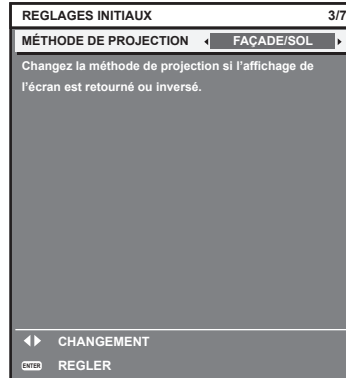 REGLAGES INITIAUX 3/7
MÉTHODE DE PROJECTION FAÇADE/SOL
Changez la méthode de projection si l'affichage de
l'écran est retourné ou inversé.
CHANGEMENT
ENTER REGLER